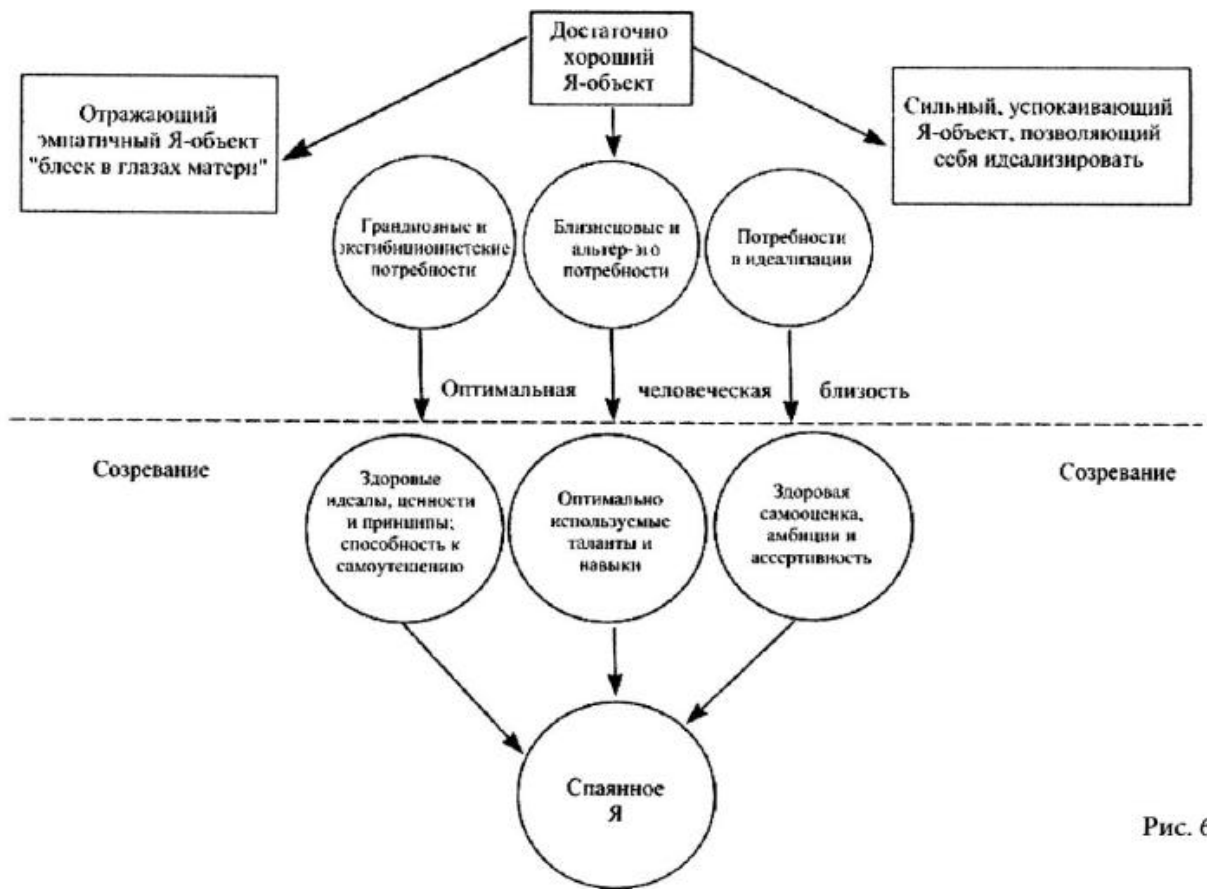 Достаточно
хороший
Я-объект
Отражающий
эмпатичный Я-объект
"блеск в глазах матери"
Сильный, успокаивающий
Я-объект, позволяющий
себя идеализировать
Грандиозные и
эксгибиционистские
потребности
Близнецовые и
альтер-эго
потребности
Потребности
в идеализации
Оптимальная человеческая близость
Созревание
Созревание
Здоровые
идеалы, ценности
и принципы;
способность к
самоутешению
Оптимально
используемые
таланты и
навыки
Здоровая
самооценка,
амбиции и
ассертивность
Спаянное
Я
Рис. 6